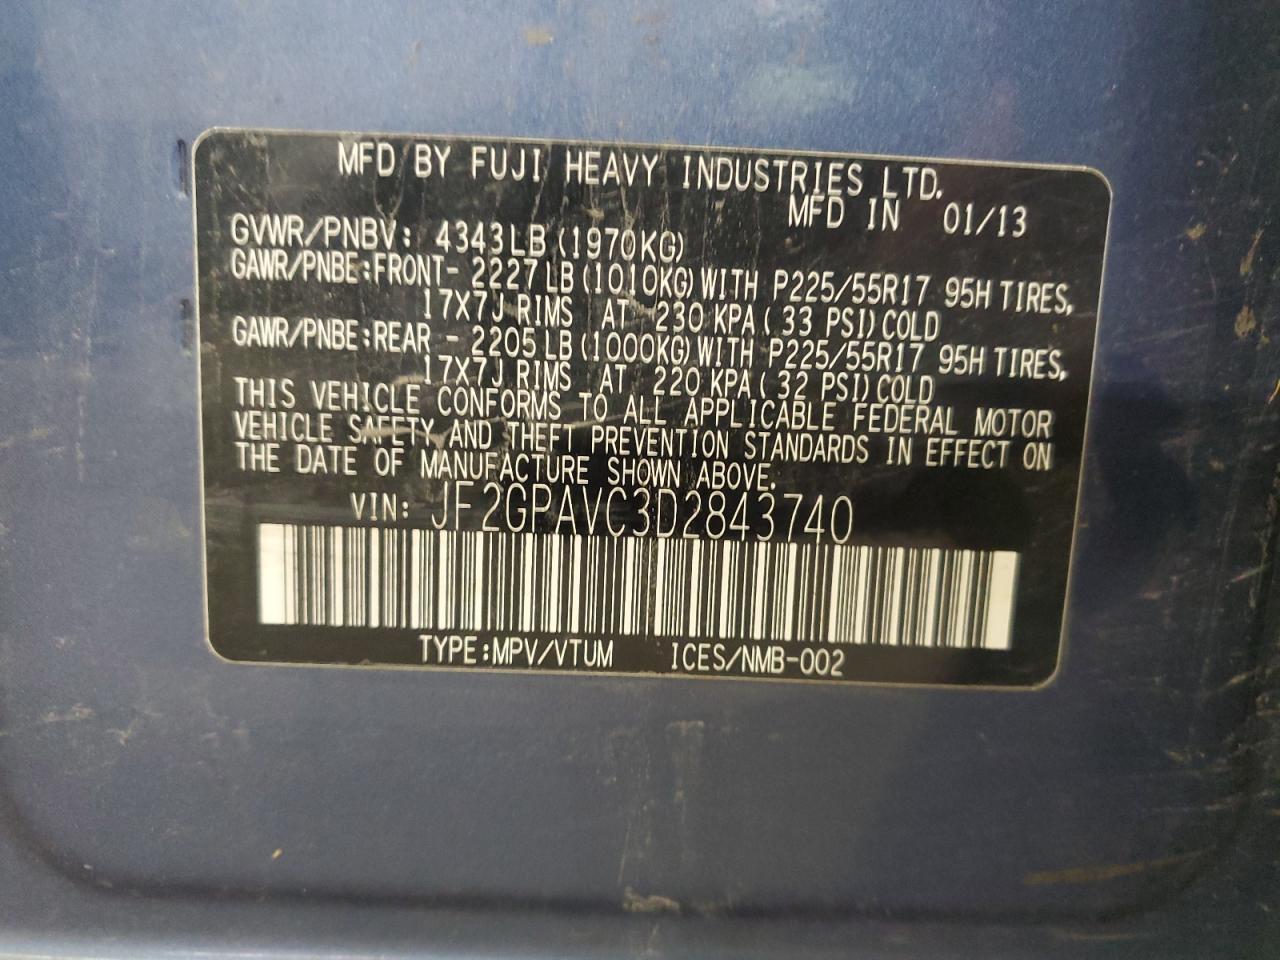 MFD BY FUJI HEAVY INDUSTRIES LTD.
MFD IN 01/13
GVWR/PNBV: 4343LB (1970KG)
GAWR/PNBE:FRONT- 2227 LB (1010KG) WITH P225/55R17 95H TIRES,
17X7J RIMS AT 230 KPA ( 33 PSI) COLD
GAWR/PNBE:REAR - 2205 LB (1000KG) WITH P225/55R17 95H TIRES,
17X7J RIMS AT 220 KPA ( 32 PSI) COLD
THIS VEHICLE CONFORMS TO ALL APPLICABLE FEDERAL MOTOR
VEHICLE SAFETY AND THEFT PREVENTION STANDARDS IN EFFECT ON
THE DATE OF MANUFACTURE SHOWN ABOVE.
VIN: JF2GPAVC3D2843740
TYPE:MPV/VTUM ICES/NMB-002